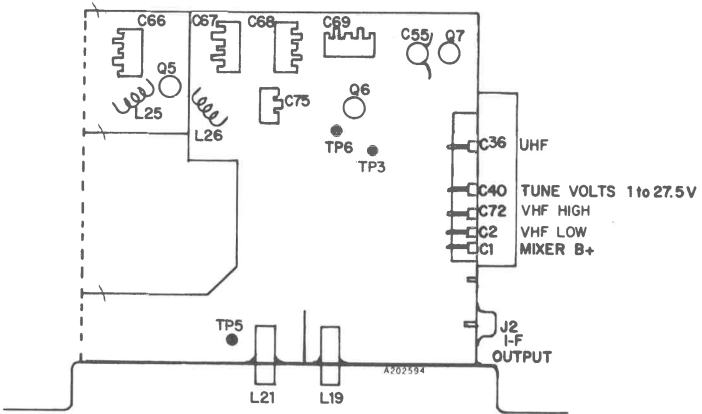 C66 C67 C68 C69
C55 Q7
Q5
L25
L26
C75
Q6
TP6
TP3
C36 UHF
C40 TUNE VOLTS 1 to 27.5V
C72 VHF HIGH
C2 VHF LOW
C1 MIXER B+
TP5
J2
I-F
OUTPUT
A202594
L21 L19